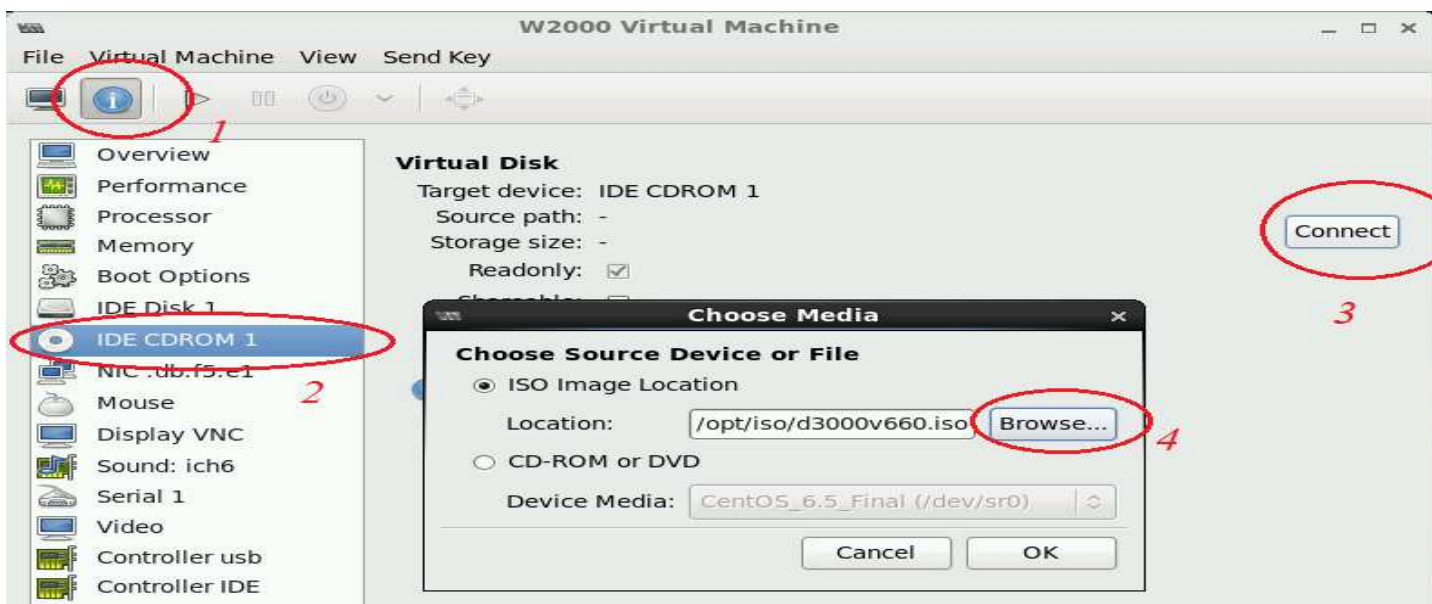 W2000 Virtual Machine
File Virtual Machine View Send Key
1
Overview
Performance
Processor
Memory
Boot Options
IDE Disk 1
IDE CDROM 1
2
NIC :db:f5:e1
Mouse
Display VNC
Sound: ich6
Serial 1
Video
Controller usb
Controller IDE
Virtual Disk
Target device: IDE CDROM 1
Source path: -
Storage size: -
Readonly:
Connect
3
Choose Media
Choose Source Device or File
ISO Image Location
Location: /opt/iso/d3000v660.iso Browse...
4
CD-ROM or DVD
Device Media: CentOS_6.5_Final (/dev/sr0)
Cancel OK